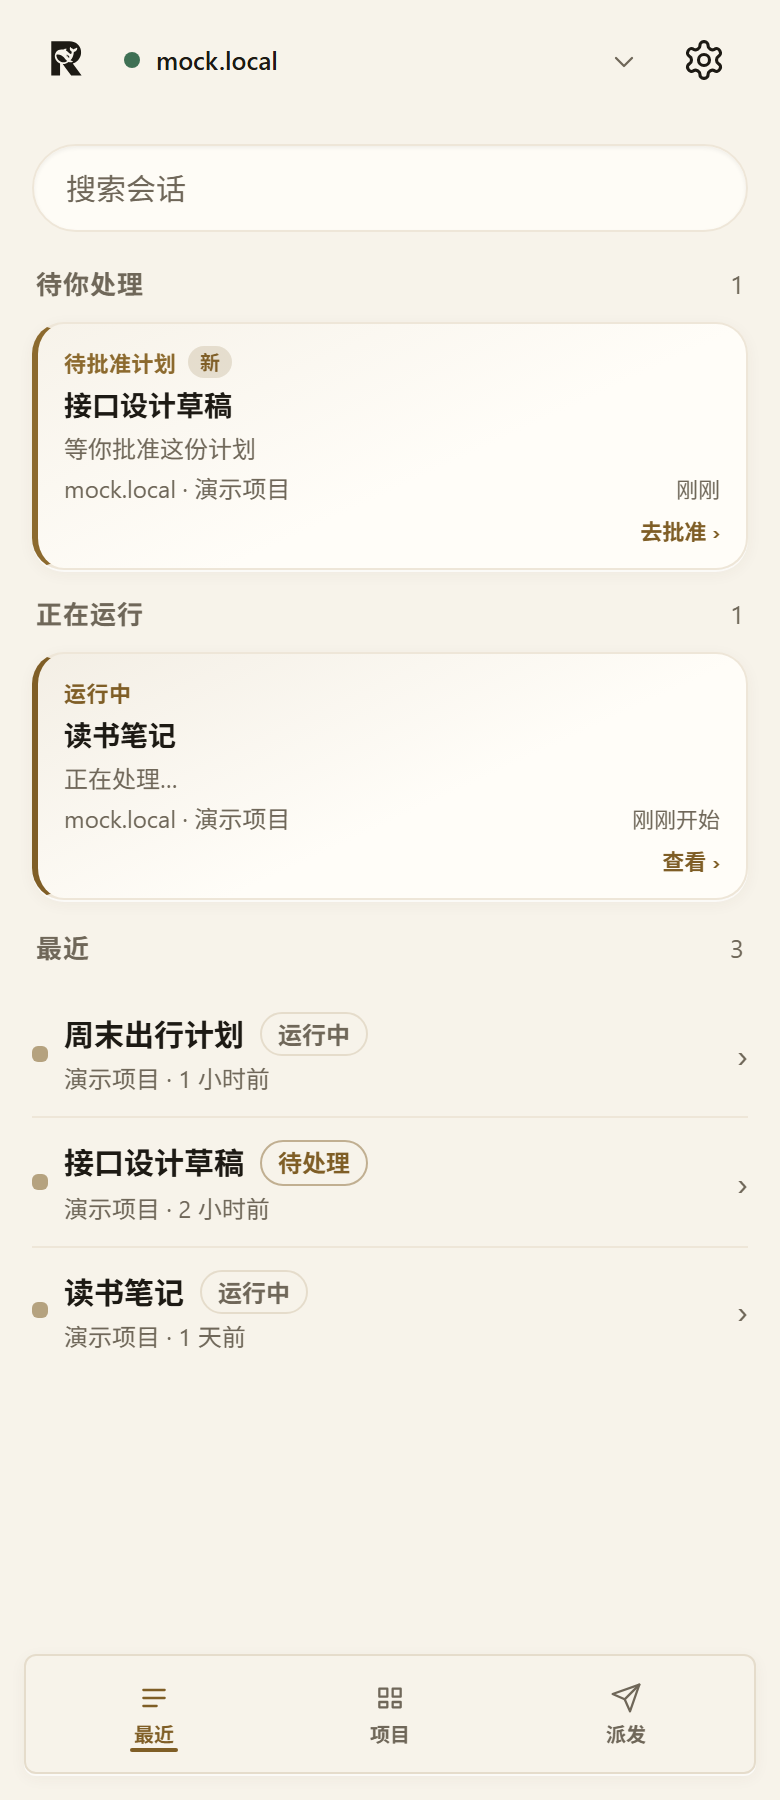 R
mock.local
搜索会话
待你处理 1
待批准计划 新
接口设计草稿
等你批准这份计划
mock.local · 演示项目 刚刚
去批准 ›
正在运行 1
运行中
读书笔记
正在处理...
mock.local · 演示项目 刚刚开始
查看 ›
最近 3
周末出行计划 运行中
演示项目 · 1 小时前
接口设计草稿 待处理
演示项目 · 2 小时前
读书笔记 运行中
演示项目 · 1 天前
最近 项目 派发